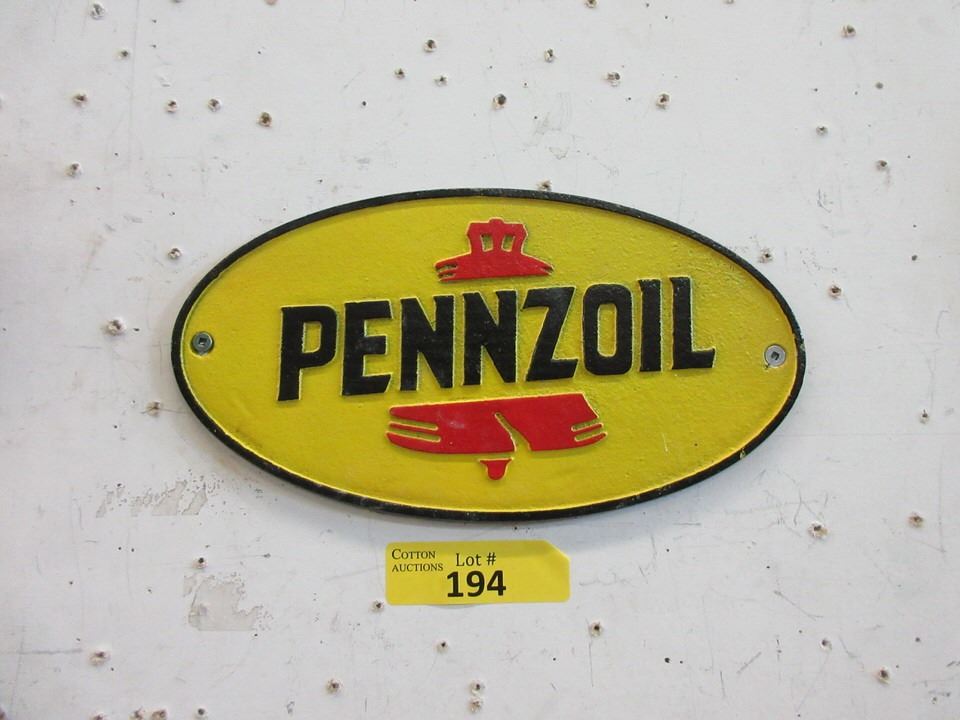 PENNZOIL
COTTON AUCTIONS Lot #
194